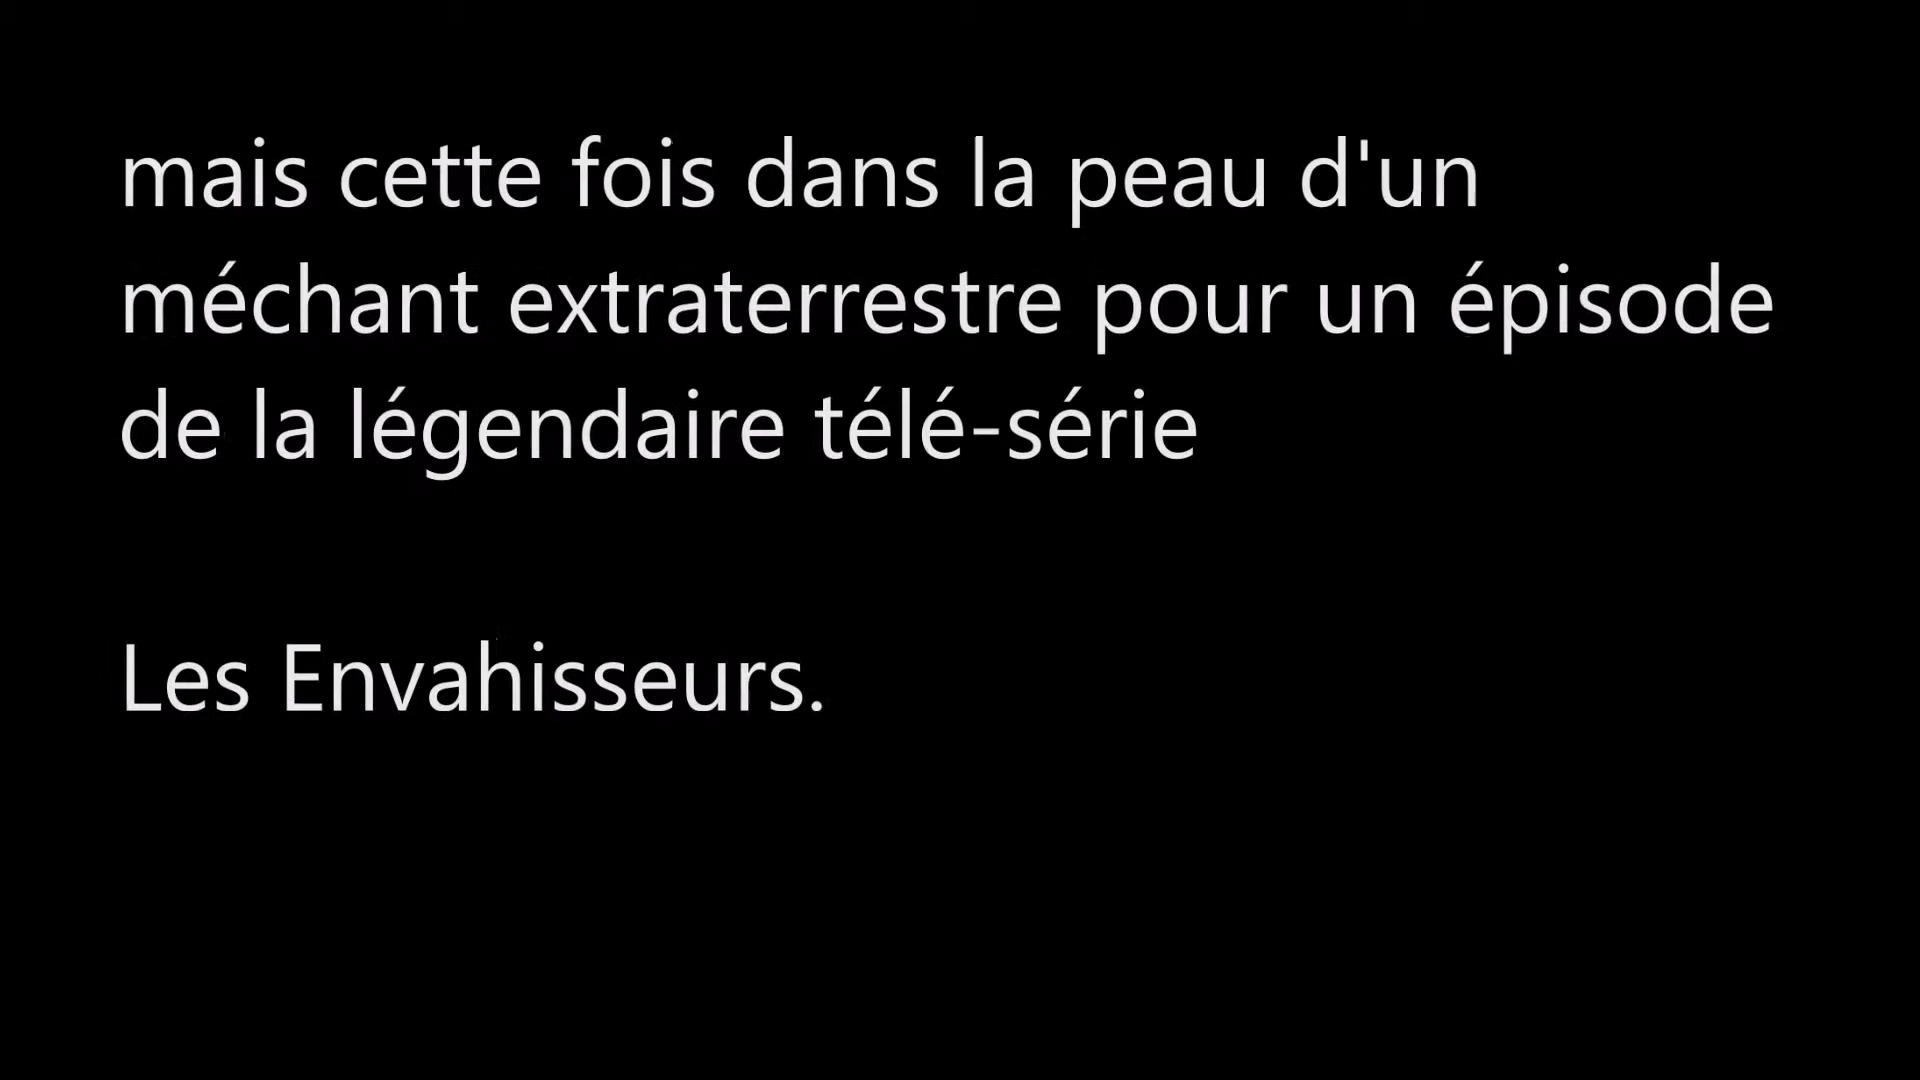 mais cette fois dans la peau d'un
méchant extraterrestre pour un épisode
de la légendaire télé-série
Les Envahisseurs.